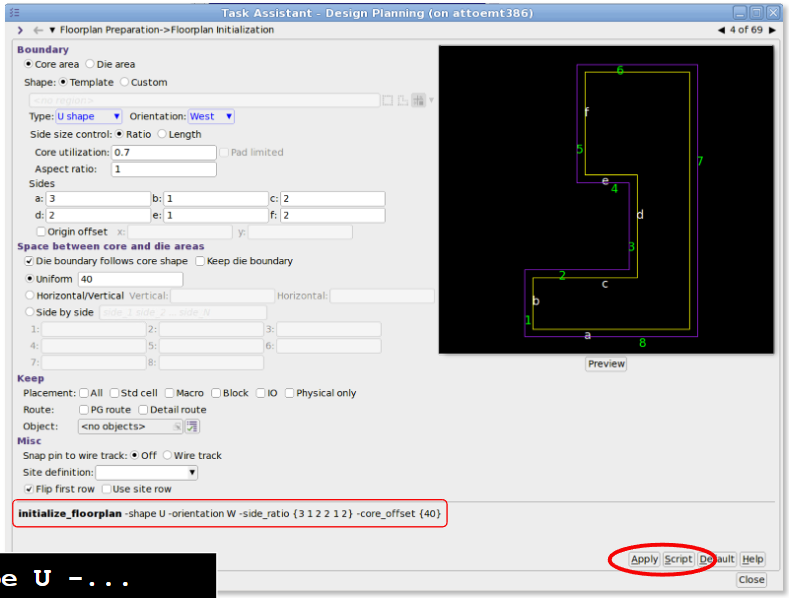 Task Assistant - Design Planning (on attoemt386)
Floorplan Preparation->Floorplan Initialization
4 of 69
Boundary
Core area Die area
Shape: Template Custom
<no region>
Type: U shape Orientation: West
Side size control: Ratio Length
Core utilization: 0.7 Pad limited
Aspect ratio: 1
Sides
a: 3 b: 1 c: 2
d: 2 e: 1 f: 2
Origin offset x: y:
Space between core and die areas
Die boundary follows core shape Keep die boundary
Uniform 40
Horizontal/Vertical Vertical: Horizontal:
Side by side side_1 side_2 ... side_N
1: 2: 3:
4: 5: 6:
7: 8:
Keep
Placement: All Std cell Macro Block IO Physical only
Route: PG route Detail route
Object: <no objects>
Misc
Snap pin to wire track: Off Wire track
Site definition:
Flip first row Use site row
initialize_floorplan -shape U -orientation W -side_ratio {3 1 2 2 1 2} -core_offset {40}
6
f
5
7
e
4
d
3
2
c
b
1
a
8
Preview
Apply Script Default Help
Close
e U -...